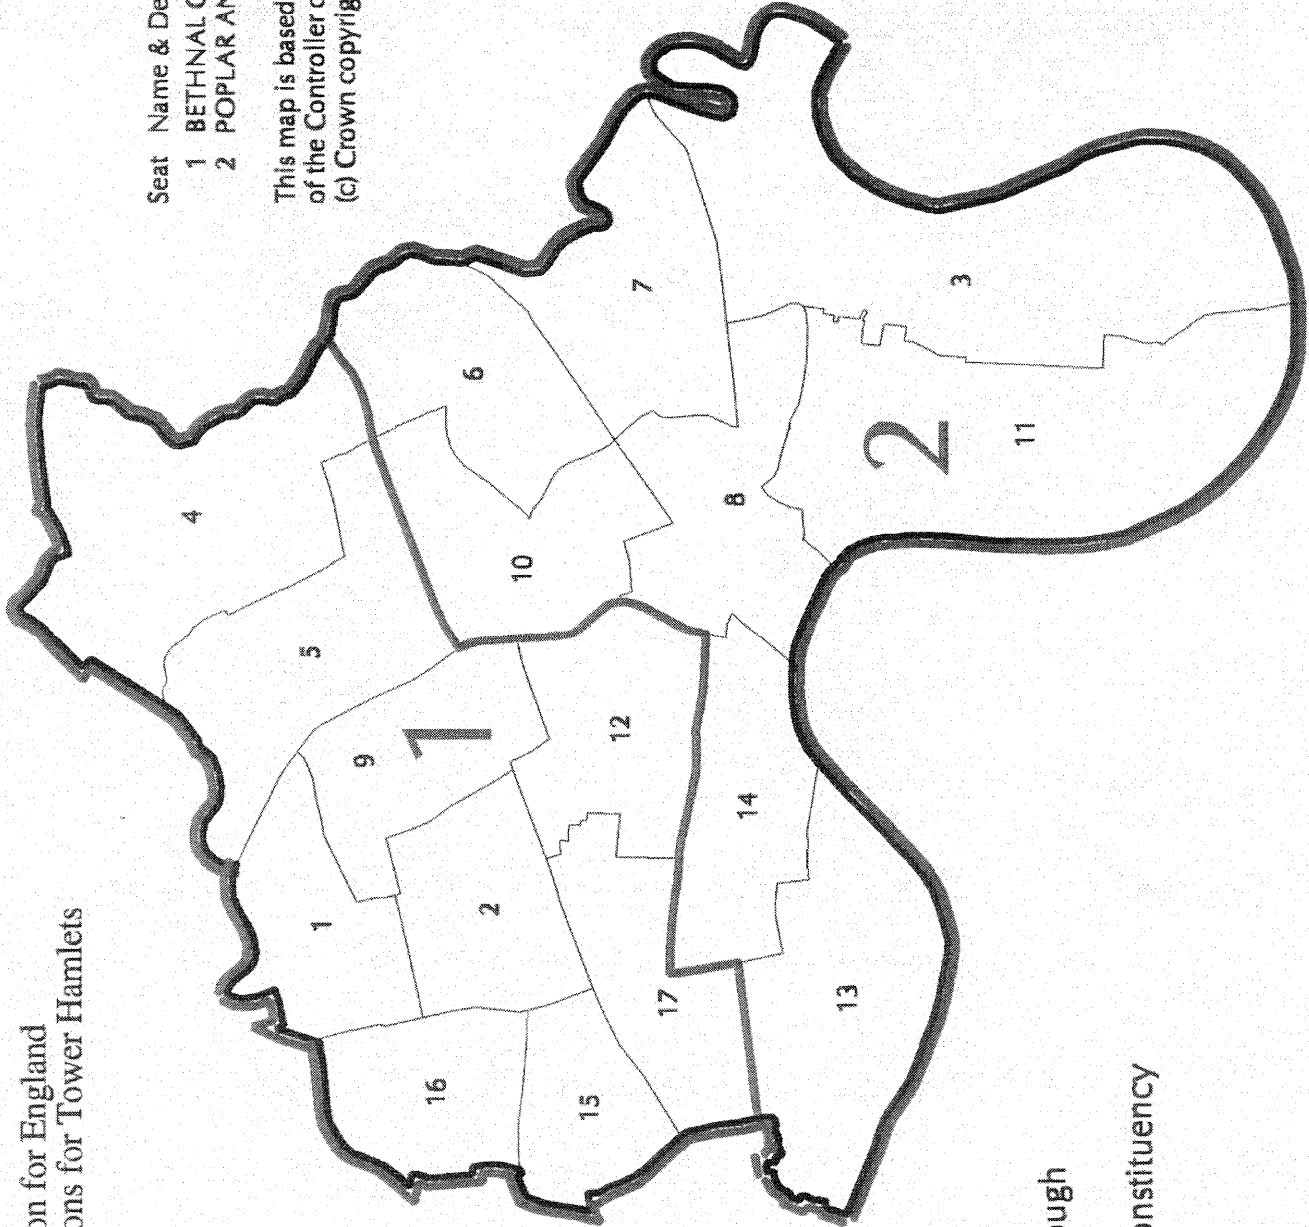 on for England
ons for Tower Hamlets
Seat Name & De
1 BETHNAL G
2 POPLAR AN
This map is based
of the Controller o
(c) Crown copyrig
4
5
1
9
16
1
6
2
10
15
12
7
17
8
14
13
2
3
11
ough
onstituency